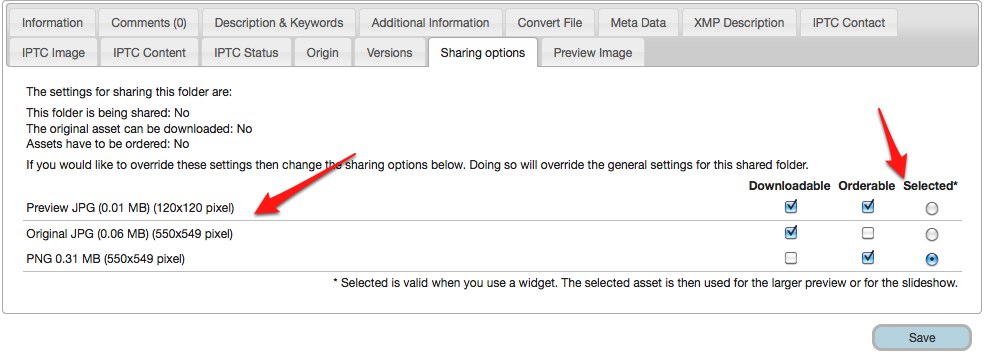 Information Comments (0) Description & Keywords Additional Information Convert File Meta Data XMP Description IPTC Contact
IPTC Image IPTC Content IPTC Status Origin Versions Sharing options Preview Image
The settings for sharing this folder are:
This folder is being shared: No
The original asset can be downloaded: No
Assets have to be ordered: No
If you would like to override these settings then change the sharing options below. Doing so will override the general settings for this shared folder.
Downloadable Orderable Selected*
Preview JPG (0.01 MB) (120x120 pixel)
Original JPG (0.06 MB) (550x549 pixel)
PNG 0.31 MB (550x549 pixel)
* Selected is valid when you use a widget. The selected asset is then used for the larger preview or for the slideshow.
Save